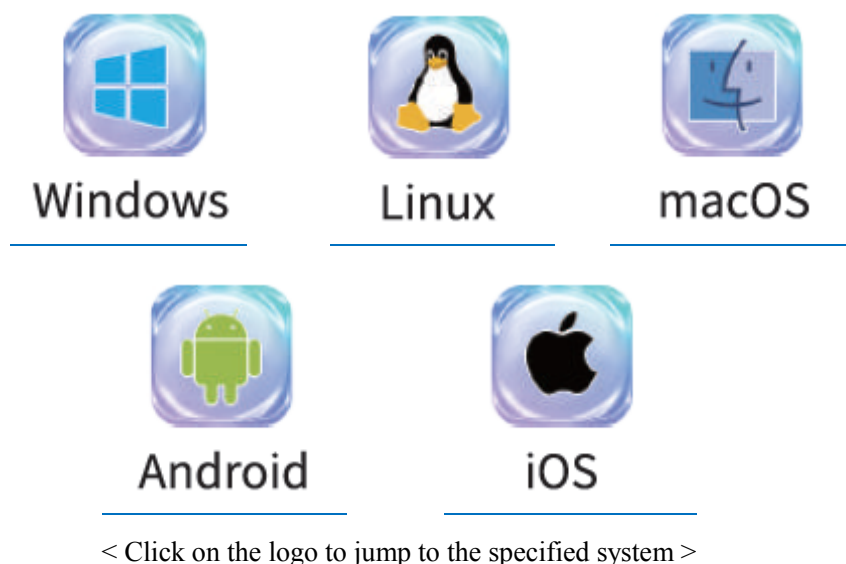 Windows
Linux
macOS
Android
iOS
< Click on the logo to jump to the specified system >